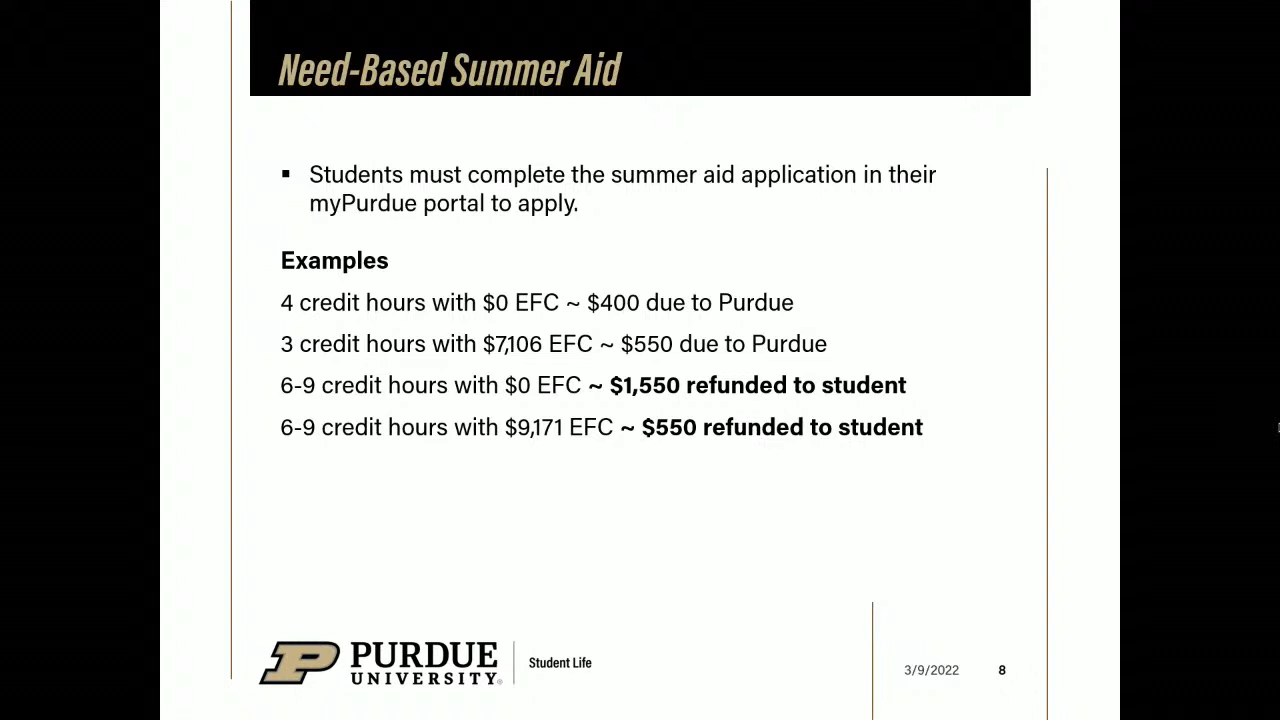 Need-Based Summer Aid
▪ Students must complete the summer aid application in their
myPurdue portal to apply.
Examples
4 credit hours with $0 EFC ~ $400 due to Purdue
3 credit hours with $7,106 EFC ~ $550 due to Purdue
6-9 credit hours with $0 EFC ~ $1,550 refunded to student
6-9 credit hours with $9,171 EFC ~ $550 refunded to student
P PURDUE
UNIVERSITY®
Student Life
3/9/2022 8